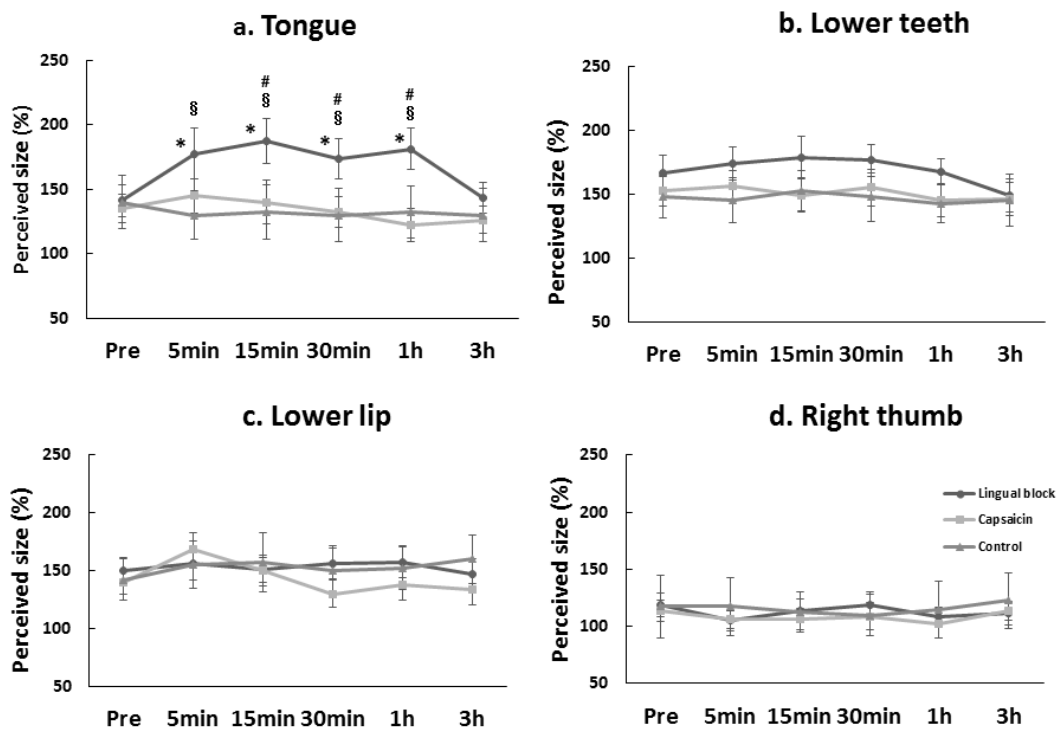 a. Tongue
Perceived size (%)
250
200
150
100
50
# # #
§ § § §
* * * *
Pre 5min 15min 30min 1h 3h
b. Lower teeth
Perceived size (%)
250
200
150
100
50
Pre 5min 15min 30min 1h 3h
c. Lower lip
Perceived size (%)
250
200
150
100
50
Pre 5min 15min 30min 1h 3h
d. Right thumb
Perceived size (%)
250
200
150
100
50
Lingual block
Capsaicin
Control
Pre 5min 15min 30min 1h 3h